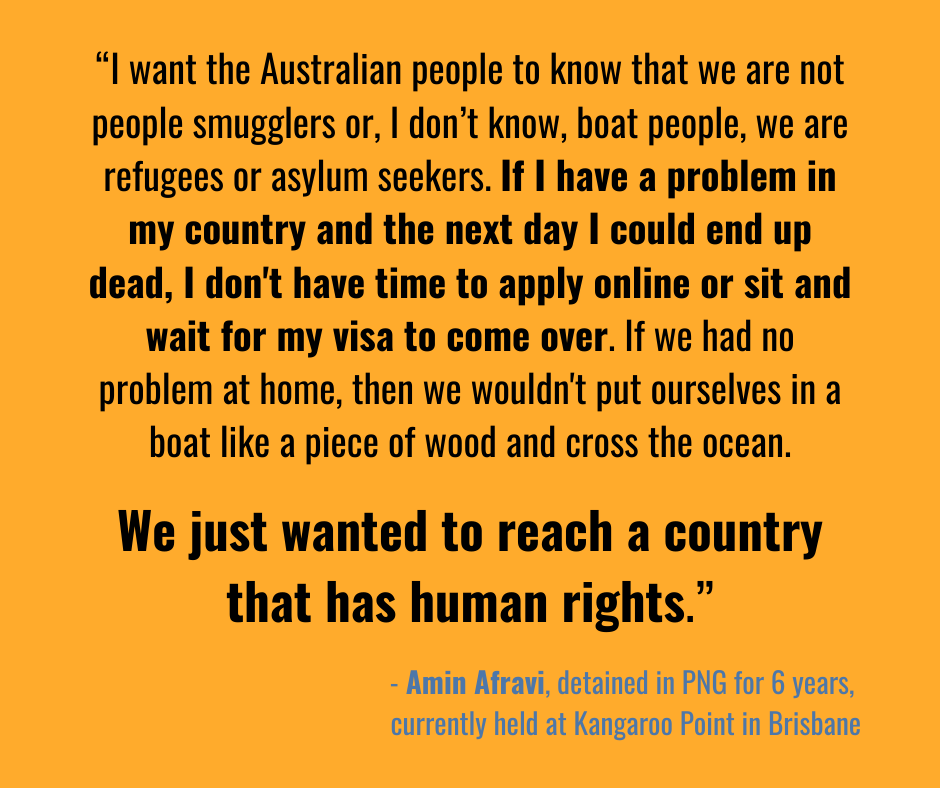 “I want the Australian people to know that we are not
people smugglers or, I don’t know, boat people, we are
refugees or asylum seekers. If I have a problem in
my country and the next day I could end up
dead, I don't have time to apply online or sit and
wait for my visa to come over. If we had no
problem at home, then we wouldn't put ourselves in a
boat like a piece of wood and cross the ocean.
We just wanted to reach a country
that has human rights.”
- Amin Afravi, detained in PNG for 6 years,
currently held at Kangaroo Point in Brisbane